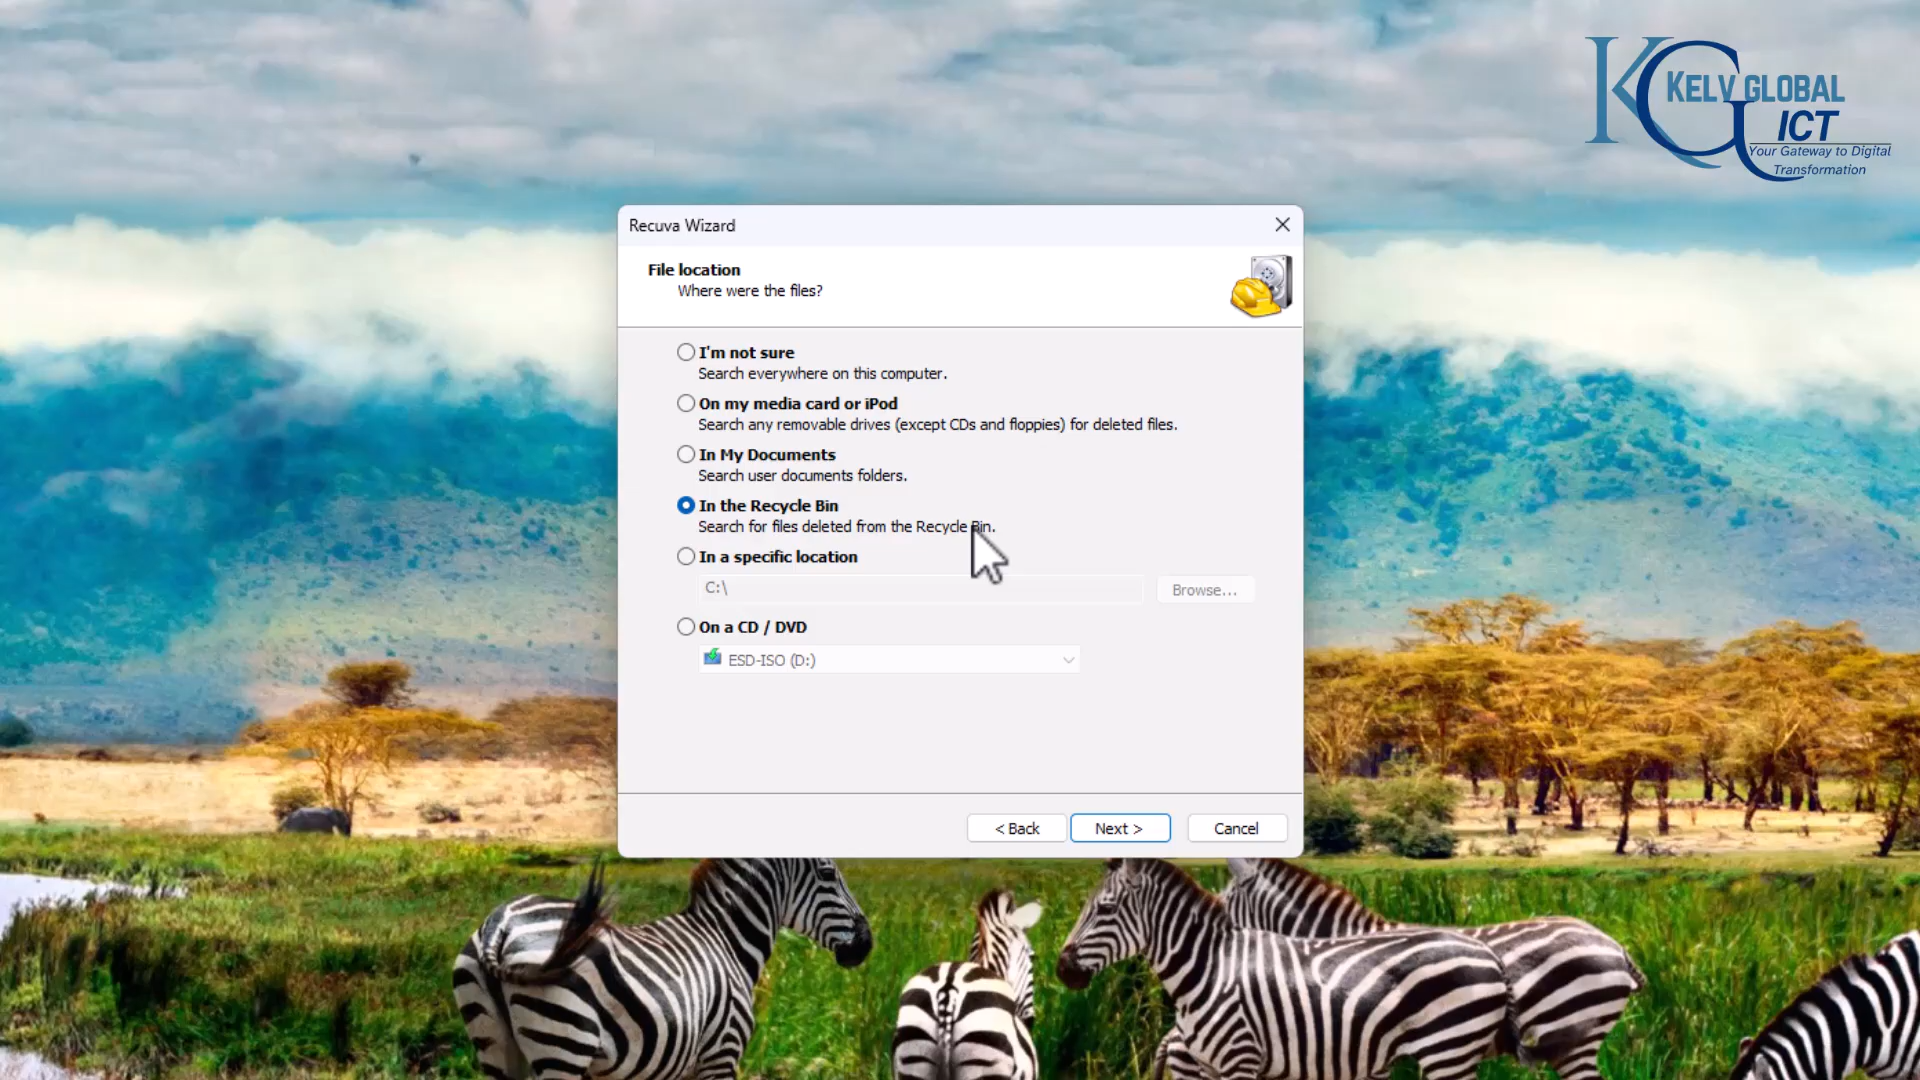 KELV GLOBAL
ICT
Your Gateway to Digital
Transformation
Recuva Wizard
File location
Where were the files?
I'm not sure
Search everywhere on this computer.
On my media card or iPod
Search any removable drives (except CDs and floppies) for deleted files.
In My Documents
Search user documents folders.
In the Recycle Bin
Search for files deleted from the Recycle Bin.
In a specific location
C:\
Browse...
On a CD / DVD
ESD-ISO (D:)
< Back
Next >
Cancel